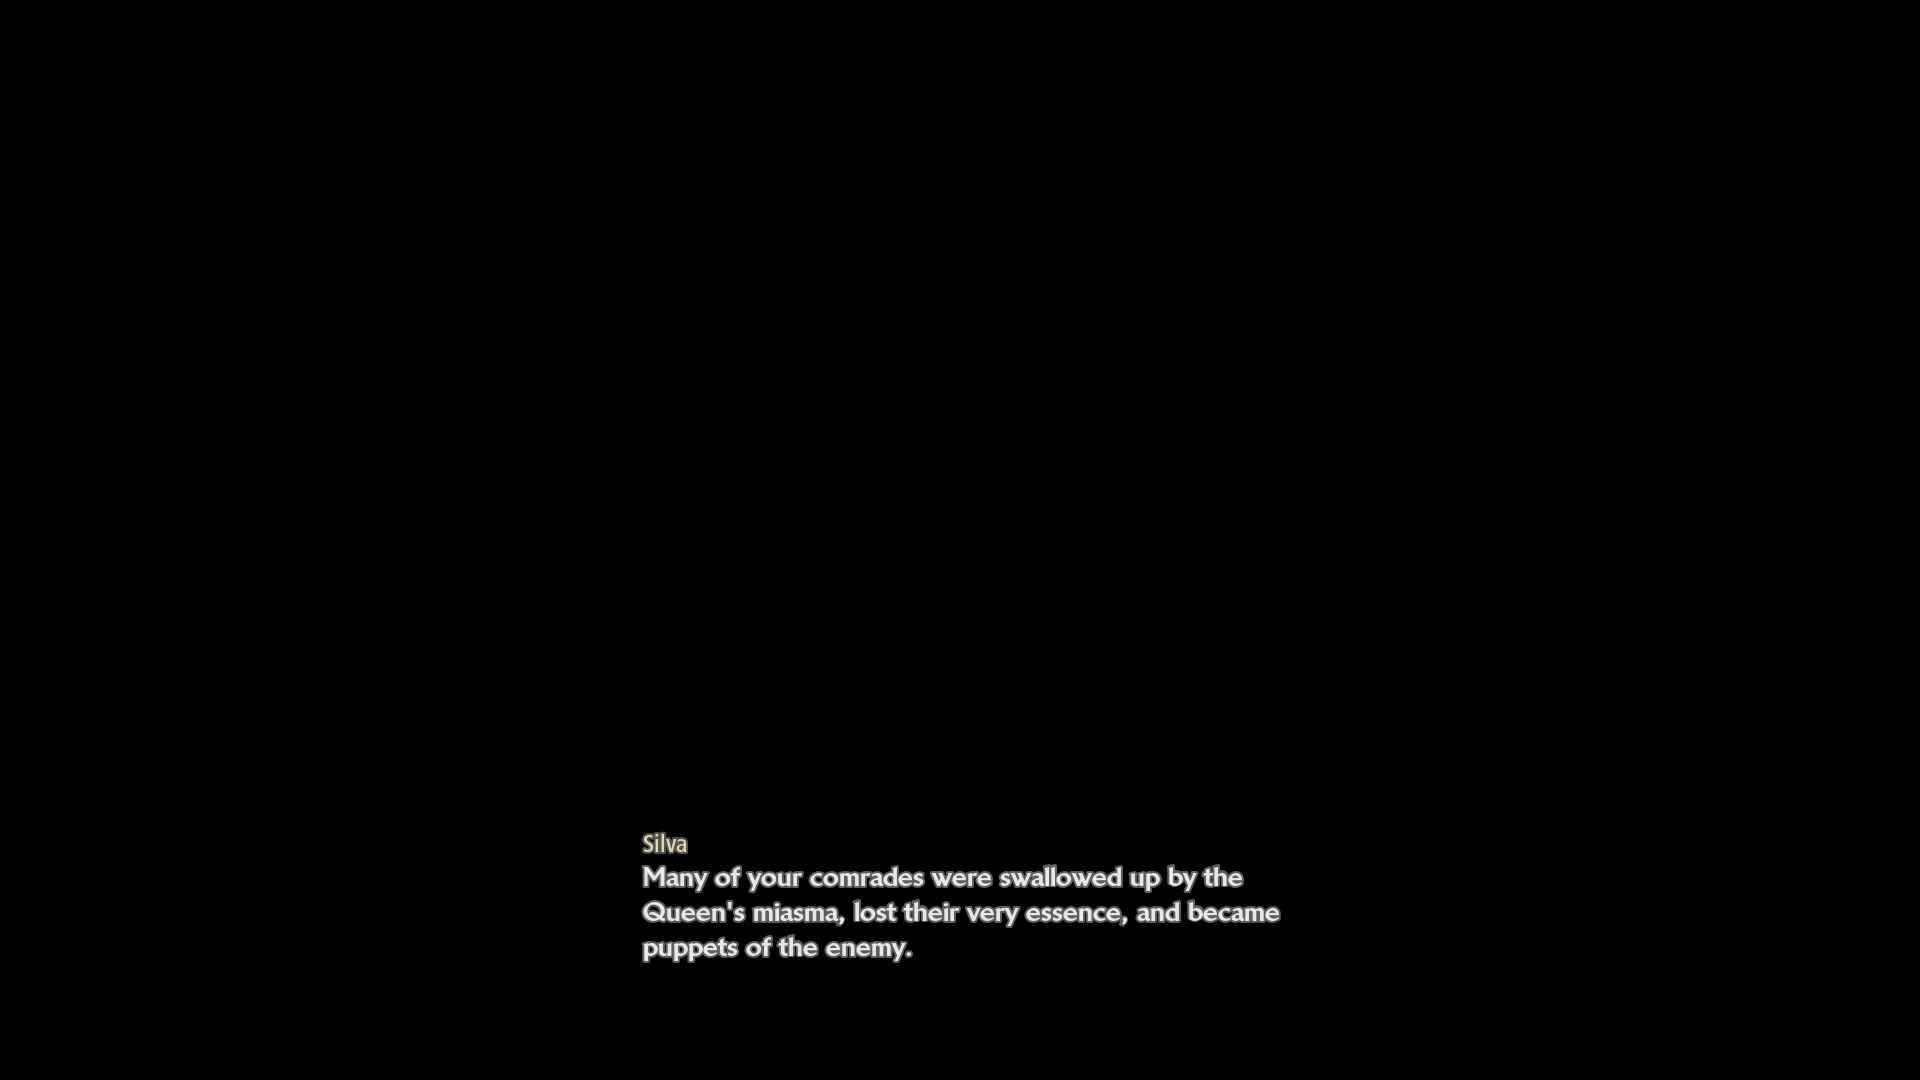 Silva
Many of your comrades were swallowed up by the
Queen's miasma, lost their very essence, and became
puppets of the enemy.